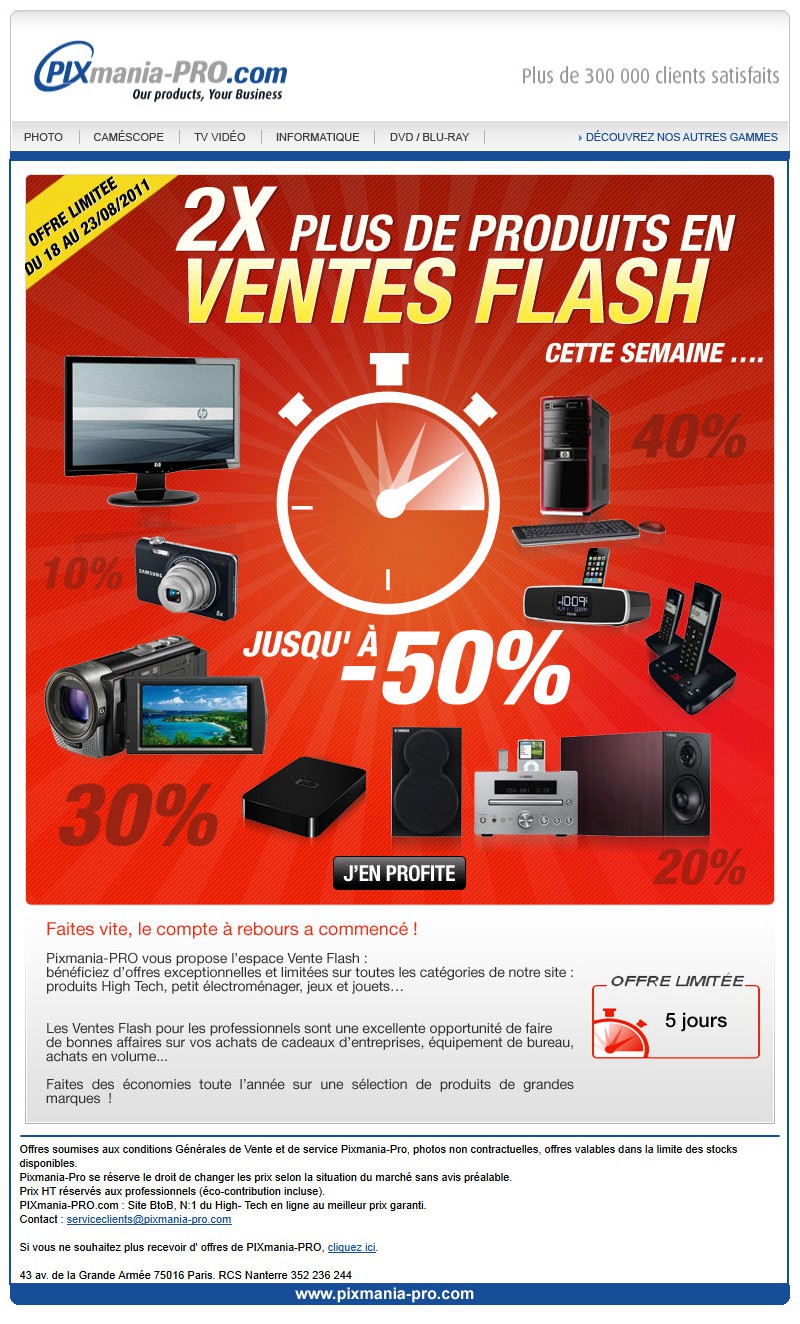 PIXmania-PRO.com
Our products, Your Business
Plus de 300 000 clients satisfaits
PHOTO
CAMÉSCOPE
TV VIDÉO
INFORMATIQUE
DVD / BLU-RAY
DÉCOUVREZ NOS AUTRES GAMMES
OFFRE LIMITEE
DU 18 AU 23/08/2011
2X PLUS DE PRODUITS EN
VENTES FLASH
CETTE SEMAINE ....
40%
hp
10%
SAMSUNG
5x
10:09
JUSQU' À
-50%
30%
YAMAHA
20%
J'EN PROFITE
Faites vite, le compte à rebours a commencé !
Pixmania-PRO vous propose l'espace Vente Flash :
bénéficiez d'offres exceptionnelles et limitées sur toutes les catégories de notre site :
produits High Tech, petit électroménager, jeux et jouets…
OFFRE LIMITÉE
5 jours
Les Ventes Flash pour les professionnels sont une excellente opportunité de faire
de bonnes affaires sur vos achats de cadeaux d'entreprises, équipement de bureau,
achats en volume...
Faites des économies toute l'année sur une sélection de produits de grandes
marques !
Offres soumises aux conditions Générales de Vente et de service Pixmania-Pro, photos non contractuelles, offres valables dans la limite des stocks
disponibles.
Pixmania-Pro se réserve le droit de changer les prix selon la situation du marché sans avis préalable.
Prix HT réservés aux professionnels (éco-contribution incluse).
PIXmania-PRO.com : Site BtoB, N:1 du High- Tech en ligne au meilleur prix garanti.
Contact : serviceclients@pixmania-pro.com
Si vous ne souhaitez plus recevoir d' offres de PIXmania-PRO, cliquez ici.
43 av. de la Grande Armée 75016 Paris. RCS Nanterre 352 236 244
www.pixmania-pro.com